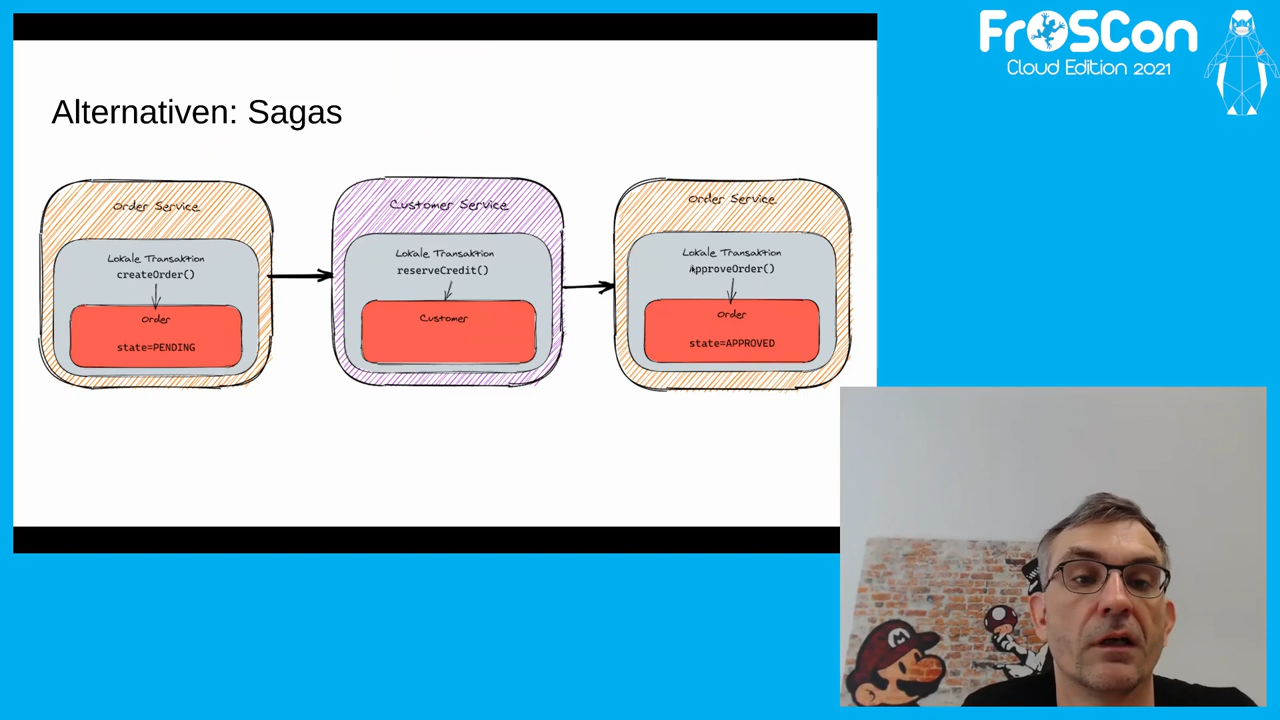 FrOSCon
Cloud Edition 2021
Alternativen: Sagas
Order Service
Lokale Transaktion
createOrder()
Order
state=PENDING
Customer Service
Lokale Transaktion
reserveCredit()
Customer
Order Service
Lokale Transaktion
approveOrder()
Order
state=APPROVED
M